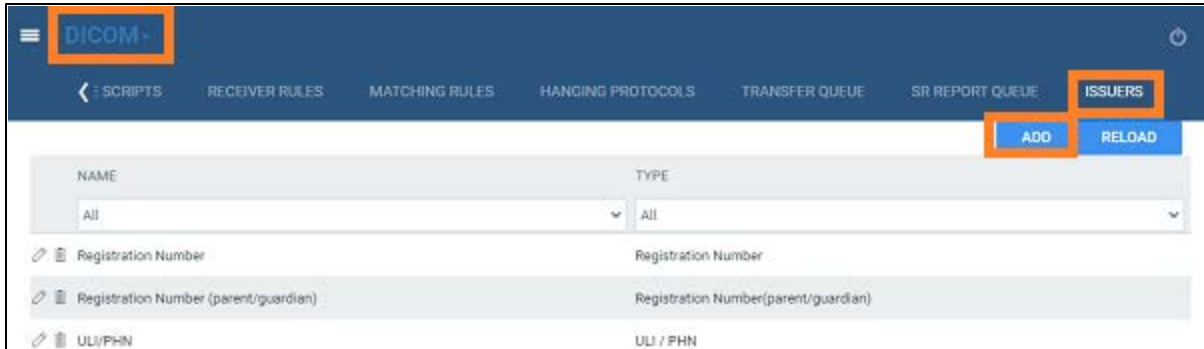 DICOM
SCRIPTS RECEIVER RULES MATCHING RULES HANGING PROTOCOLS TRANSFER QUEUE SR REPORT QUEUE ISSUERS
ADD RELOAD
NAME TYPE
All All
Registration Number Registration Number
Registration Number (parent/guardian) Registration Number(parent/guardian)
ULI/PHN ULI / PHN